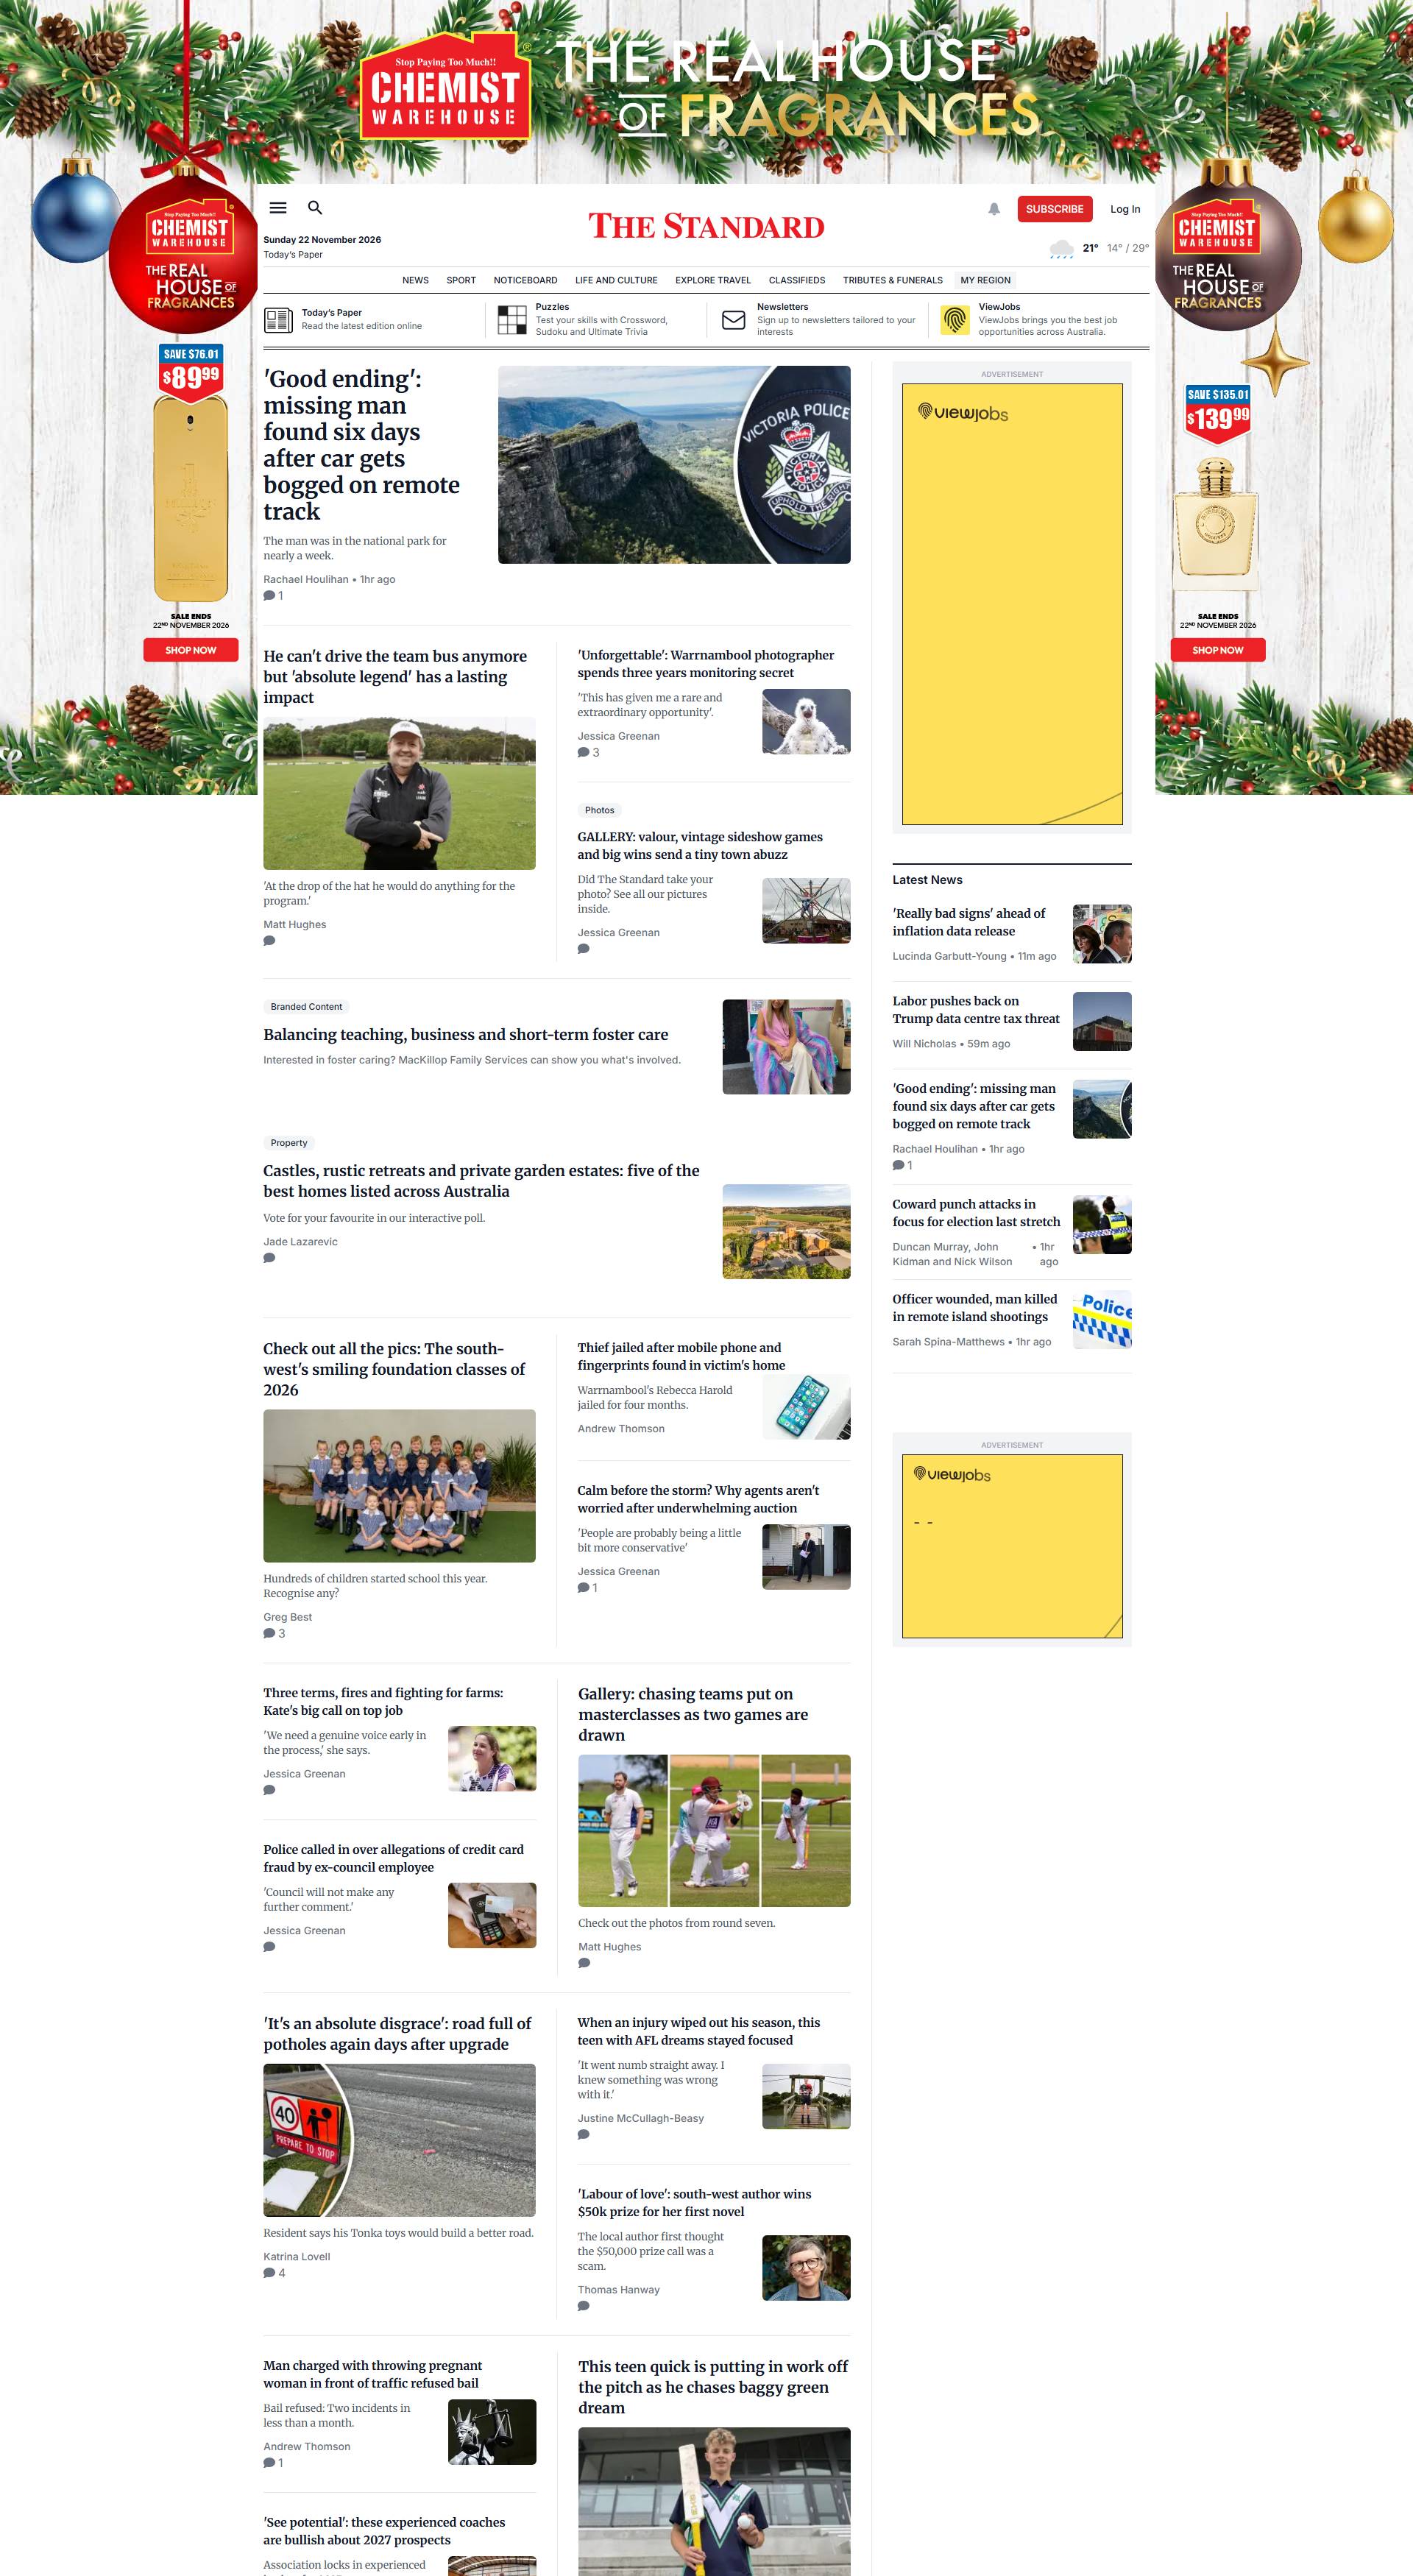 Stop Paying Too Much!!
CHEMIST
WAREHOUSE
®
THE REAL HOUSE
OF FRAGRANCES
Stop Paying Too Much!!
CHEMIST
WAREHOUSE
THE REAL
HOUSE OF
FRAGRANCES
SAVE $76.01
$89.99
SALE ENDS
22ND NOVEMBER 2026
SHOP NOW
Stop Paying Too Much!!
CHEMIST
WAREHOUSE
THE REAL
HOUSE OF
FRAGRANCES
SAVE $135.01
$139.99
SALE ENDS
22ND NOVEMBER 2026
SHOP NOW
THE STANDARD
SUBSCRIBE
Log In
Sunday 22 November 2026
Today's Paper
21° 14° / 29°
NEWS SPORT NOTICEBOARD LIFE AND CULTURE EXPLORE TRAVEL CLASSIFIEDS TRIBUTES & FUNERALS MY REGION
Today's Paper
Read the latest edition online
Puzzles
Test your skills with Crossword,
Sudoku and Ultimate Trivia
Newsletters
Sign up to newsletters tailored to your
interests
ViewJobs
ViewJobs brings you the best job
opportunities across Australia.
'Good ending':
missing man
found six days
after car gets
bogged on remote
track
The man was in the national park for
nearly a week.
Rachael Houlihan • 1hr ago
1
VICTORIA POLICE
VICTORIA
POLICE
UPHOLD THE RIGHT
He can't drive the team bus anymore
but 'absolute legend' has a lasting
impact
'At the drop of the hat he would do anything for the
program.'
Matt Hughes
'Unforgettable': Warrnambool photographer
spends three years monitoring secret
'This has given me a rare and
extraordinary opportunity'.
Jessica Greenan
3
Photos
GALLERY: valour, vintage sideshow games
and big wins send a tiny town abuzz
Did The Standard take your
photo? See all our pictures
inside.
Jessica Greenan
Branded Content
Balancing teaching, business and short-term foster care
Interested in foster caring? MacKillop Family Services can show you what's involved.
Property
Castles, rustic retreats and private garden estates: five of the
best homes listed across Australia
Vote for your favourite in our interactive poll.
Jade Lazarevic
Check out all the pics: The south-
west's smiling foundation classes of
2026
Hundreds of children started school this year.
Recognise any?
Greg Best
3
Thief jailed after mobile phone and
fingerprints found in victim's home
Warrnambool's Rebecca Harold
jailed for four months.
Andrew Thomson
Calm before the storm? Why agents aren't
worried after underwhelming auction
'People are probably being a little
bit more conservative'
Jessica Greenan
1
Three terms, fires and fighting for farms:
Kate's big call on top job
'We need a genuine voice early in
the process,' she says.
Jessica Greenan
Police called in over allegations of credit card
fraud by ex-council employee
'Council will not make any
further comment.'
Jessica Greenan
Gallery: chasing teams put on
masterclasses as two games are
drawn
Check out the photos from round seven.
Matt Hughes
'It's an absolute disgrace': road full of
potholes again days after upgrade
40
PREPARE TO STOP
Resident says his Tonka toys would build a better road.
Katrina Lovell
4
When an injury wiped out his season, this
teen with AFL dreams stayed focused
'It went numb straight away. I
knew something was wrong
with it.'
Justine McCullagh-Beasy
'Labour of love': south-west author wins
$50k prize for her first novel
The local author first thought
the $50,000 prize call was a
scam.
Thomas Hanway
Man charged with throwing pregnant
woman in front of traffic refused bail
Bail refused: Two incidents in
less than a month.
Andrew Thomson
1
'See potential': these experienced coaches
are bullish about 2027 prospects
Association locks in experienced
This teen quick is putting in work off
the pitch as he chases baggy green
dream
ADVERTISEMENT
viewjobs
Latest News
'Really bad signs' ahead of
inflation data release
Lucinda Garbutt-Young • 11m ago
Labor pushes back on
Trump data centre tax threat
Will Nicholas • 59m ago
'Good ending': missing man
found six days after car gets
bogged on remote track
Rachael Houlihan • 1hr ago
1
Coward punch attacks in
focus for election last stretch
Duncan Murray, John
Kidman and Nick Wilson
• 1hr
ago
Officer wounded, man killed
in remote island shootings
Sarah Spina-Matthews • 1hr ago
Police
ADVERTISEMENT
viewjobs
- -